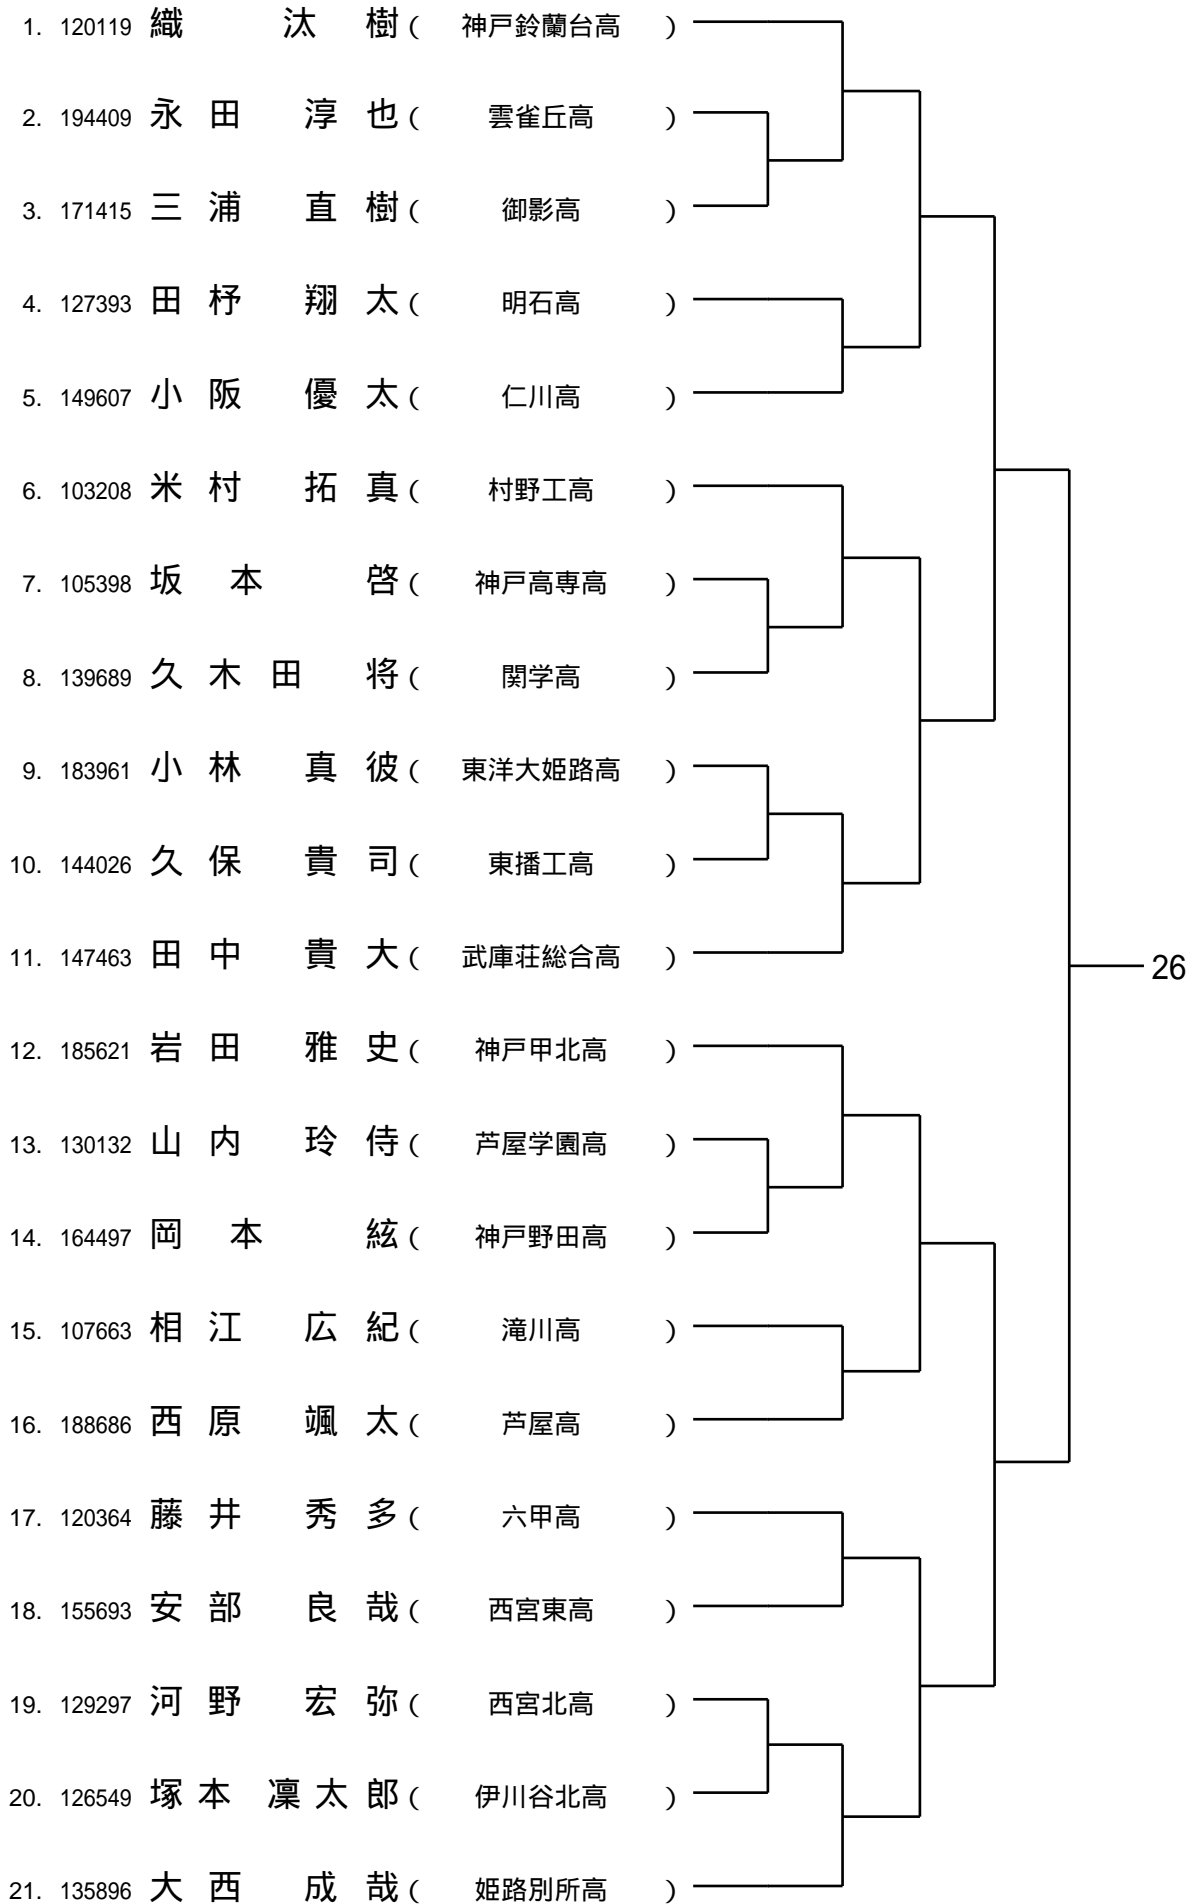 1. 120119 織 汰 樹 ( 神戸鈴蘭台高 )
2. 194409 永 田 淳 也 ( 雲雀丘高 )
3. 171415 三 浦 直 樹 ( 御影高 )
4. 127393 田 杼 翔 太 ( 明石高 )
5. 149607 小 阪 優 太 ( 仁川高 )
6. 103208 米 村 拓 真 ( 村野工高 )
7. 105398 坂 本 啓 ( 神戸高専高 )
8. 139689 久 木 田 将 ( 関学高 )
9. 183961 小 林 真 彼 ( 東洋大姫路高 )
10. 144026 久 保 貴 司 ( 東播工高 )
11. 147463 田 中 貴 大 ( 武庫荘総合高 )
26
12. 185621 岩 田 雅 史 ( 神戸甲北高 )
13. 130132 山 内 玲 侍 ( 芦屋学園高 )
14. 164497 岡 本 絃 ( 神戸野田高 )
15. 107663 相 江 広 紀 ( 滝川高 )
16. 188686 西 原 颯 太 ( 芦屋高 )
17. 120364 藤 井 秀 多 ( 六甲高 )
18. 155693 安 部 良 哉 ( 西宮東高 )
19. 129297 河 野 宏 弥 ( 西宮北高 )
20. 126549 塚 本 凜 太 郎 ( 伊川谷北高 )
21. 135896 大 西 成 哉 ( 姫路別所高 )